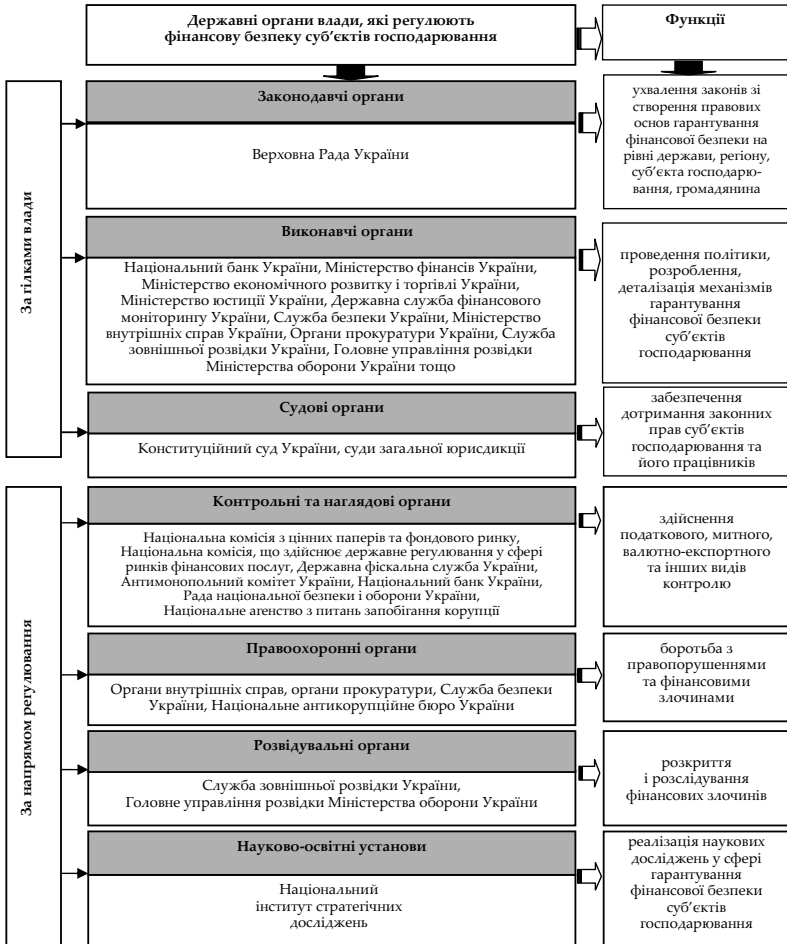 Державні органи влади, які регулюють
фінансову безпеку суб’єктів господарювання
Функції
За гілками влади
Законодавчі органи
Верховна Рада України
ухвалення законів зі
створення правових
основ гарантування
фінансової безпеки на
рівні держави, регіону,
суб’єкта господарю-
вання, громадянина
Виконавчі органи
Національний банк України, Міністерство фінансів України,
Міністерство економічного розвитку і торгівлі України,
Міністерство юстиції України, Державна служба фінансового
моніторингу України, Служба безпеки України, Міністерство
внутрішніх справ України, Органи прокуратури України, Служба
зовнішньої розвідки України, Головне управління розвідки
Міністерства оборони України тощо
проведення політики,
розроблення,
деталізація механізмів
гарантування
фінансової безпеки
суб’єктів
господарювання
Судові органи
Конституційний суд України, суди загальної юрисдикції
забезпечення
дотримання законних
прав суб’єктів
господарювання та
його працівників
За напрямом регулювання
Контрольні та наглядові органи
Національна комісія з цінних паперів та фондового ринку,
Національна комісія, що здійснює державне регулювання у сфері
ринків фінансових послуг, Державна фіскальна служба України,
Антимонопольний комітет України, Національний банк України,
Рада національної безпеки і оборони України,
Національне агенство з питань запобігання корупції
здійснення
податкового, митного,
валютно-експортного
та інших видів
контролю
Правоохоронні органи
Органи внутрішніх справ, органи прокуратури, Служба безпеки
України, Національне антикорупційне бюро України
боротьба з
правопорушеннями
та фінансовими
злочинами
Розвідувальні органи
Служба зовнішньої розвідки України,
Головне управління розвідки Міністерства оборони України
розкриття
і розслідування
фінансових злочинів
Науково-освітні установи
Національний
інститут стратегічних
досліджень
реалізація наукових
досліджень у сфері
гарантування
фінансової безпеки
суб’єктів
господарювання